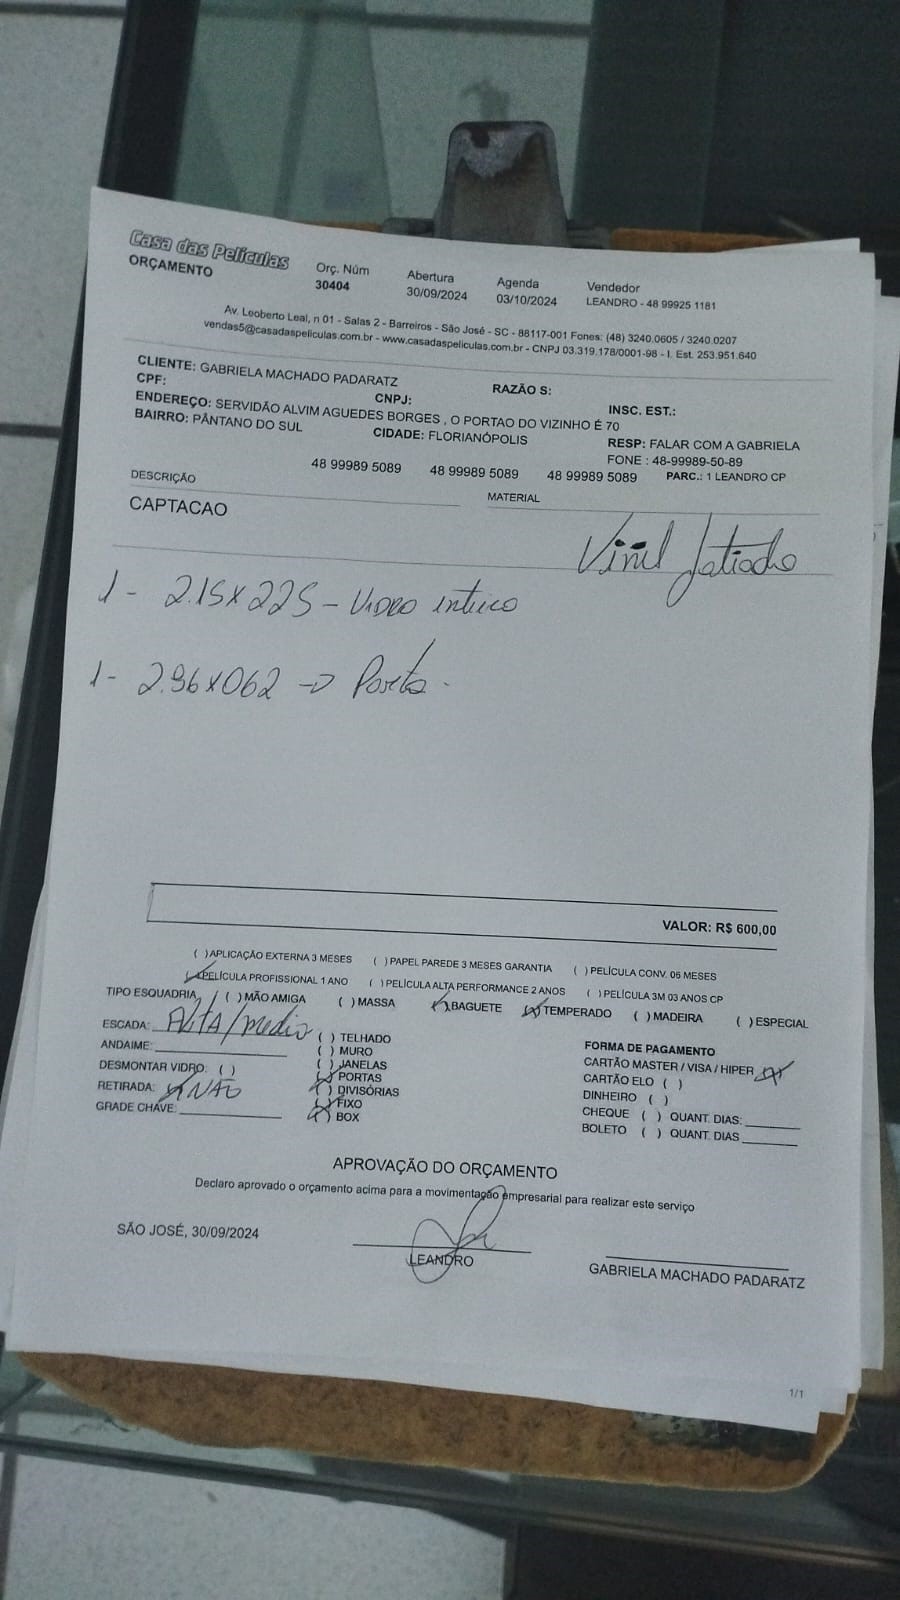 Casa das Películas
ORÇAMENTO
Orç. Núm
30404
Abertura
30/09/2024
Agenda
03/10/2024
Vendedor
LEANDRO - 48 99925 1181
Av. Leoberto Leal, n 01 - Salas 2 - Barreiros - São José - SC - 88117-001 Fones: (48) 3240.0605 / 3240.0207
vendas5@casadaspeliculas.com.br - www.casadaspeliculas.com.br - CNPJ 03.319.178/0001-98 - I. Est. 253.951.640
CLIENTE: GABRIELA MACHADO PADARATZ RAZÃO S:
CPF: CNPJ: INSC. EST.:
ENDEREÇO: SERVIDÃO ALVIM AGUEDES BORGES , O PORTAO DO VIZINHO É 70
BAIRRO: PÂNTANO DO SUL CIDADE: FLORIANÓPOLIS RESP: FALAR COM A GABRIELA
FONE : 48-99989-50-89
48 99989 5089 48 99989 5089 48 99989 5089 PARC.: 1 LEANDRO CP
DESCRIÇÃO MATERIAL
CAPTACAO
Vinil Jatiado
1 - 2.15 x 225 - Vidro inteiro
1 - 2.96 x 062 → Porta -
VALOR: R$ 600,00
( )APLICAÇÃO EXTERNA 3 MESES ( )PAPEL PAREDE 3 MESES GARANTIA ( )PELÍCULA CONV. 06 MESES
(✓)PELÍCULA PROFISSIONAL 1 ANO ( )PELÍCULA ALTA PERFORMANCE 2 ANOS ( )PELÍCULA 3M 03 ANOS CP
TIPO ESQUADRIA ( )MÃO AMIGA ( )MASSA (✓)BAGUETE (X)TEMPERADO ( )MADEIRA ( )ESPECIAL
ESCADA: Alta/medio
ANDAIME:
DESMONTAR VIDRO: ( )
RETIRADA: (X) NÃO
GRADE CHAVE:
( ) TELHADO
( ) MURO
( ) JANELAS
(X) PORTAS
( ) DIVISÓRIAS
(X) FIXO
(X) BOX
FORMA DE PAGAMENTO
CARTÃO MASTER / VISA / HIPER (X)
CARTÃO ELO ( )
DINHEIRO ( )
CHEQUE ( ) QUANT. DIAS:
BOLETO ( ) QUANT. DIAS
APROVAÇÃO DO ORÇAMENTO
Declaro aprovado o orçamento acima para a movimentação empresarial para realizar este serviço
SÃO JOSÉ, 30/09/2024
LEANDRO
GABRIELA MACHADO PADARATZ
1/1